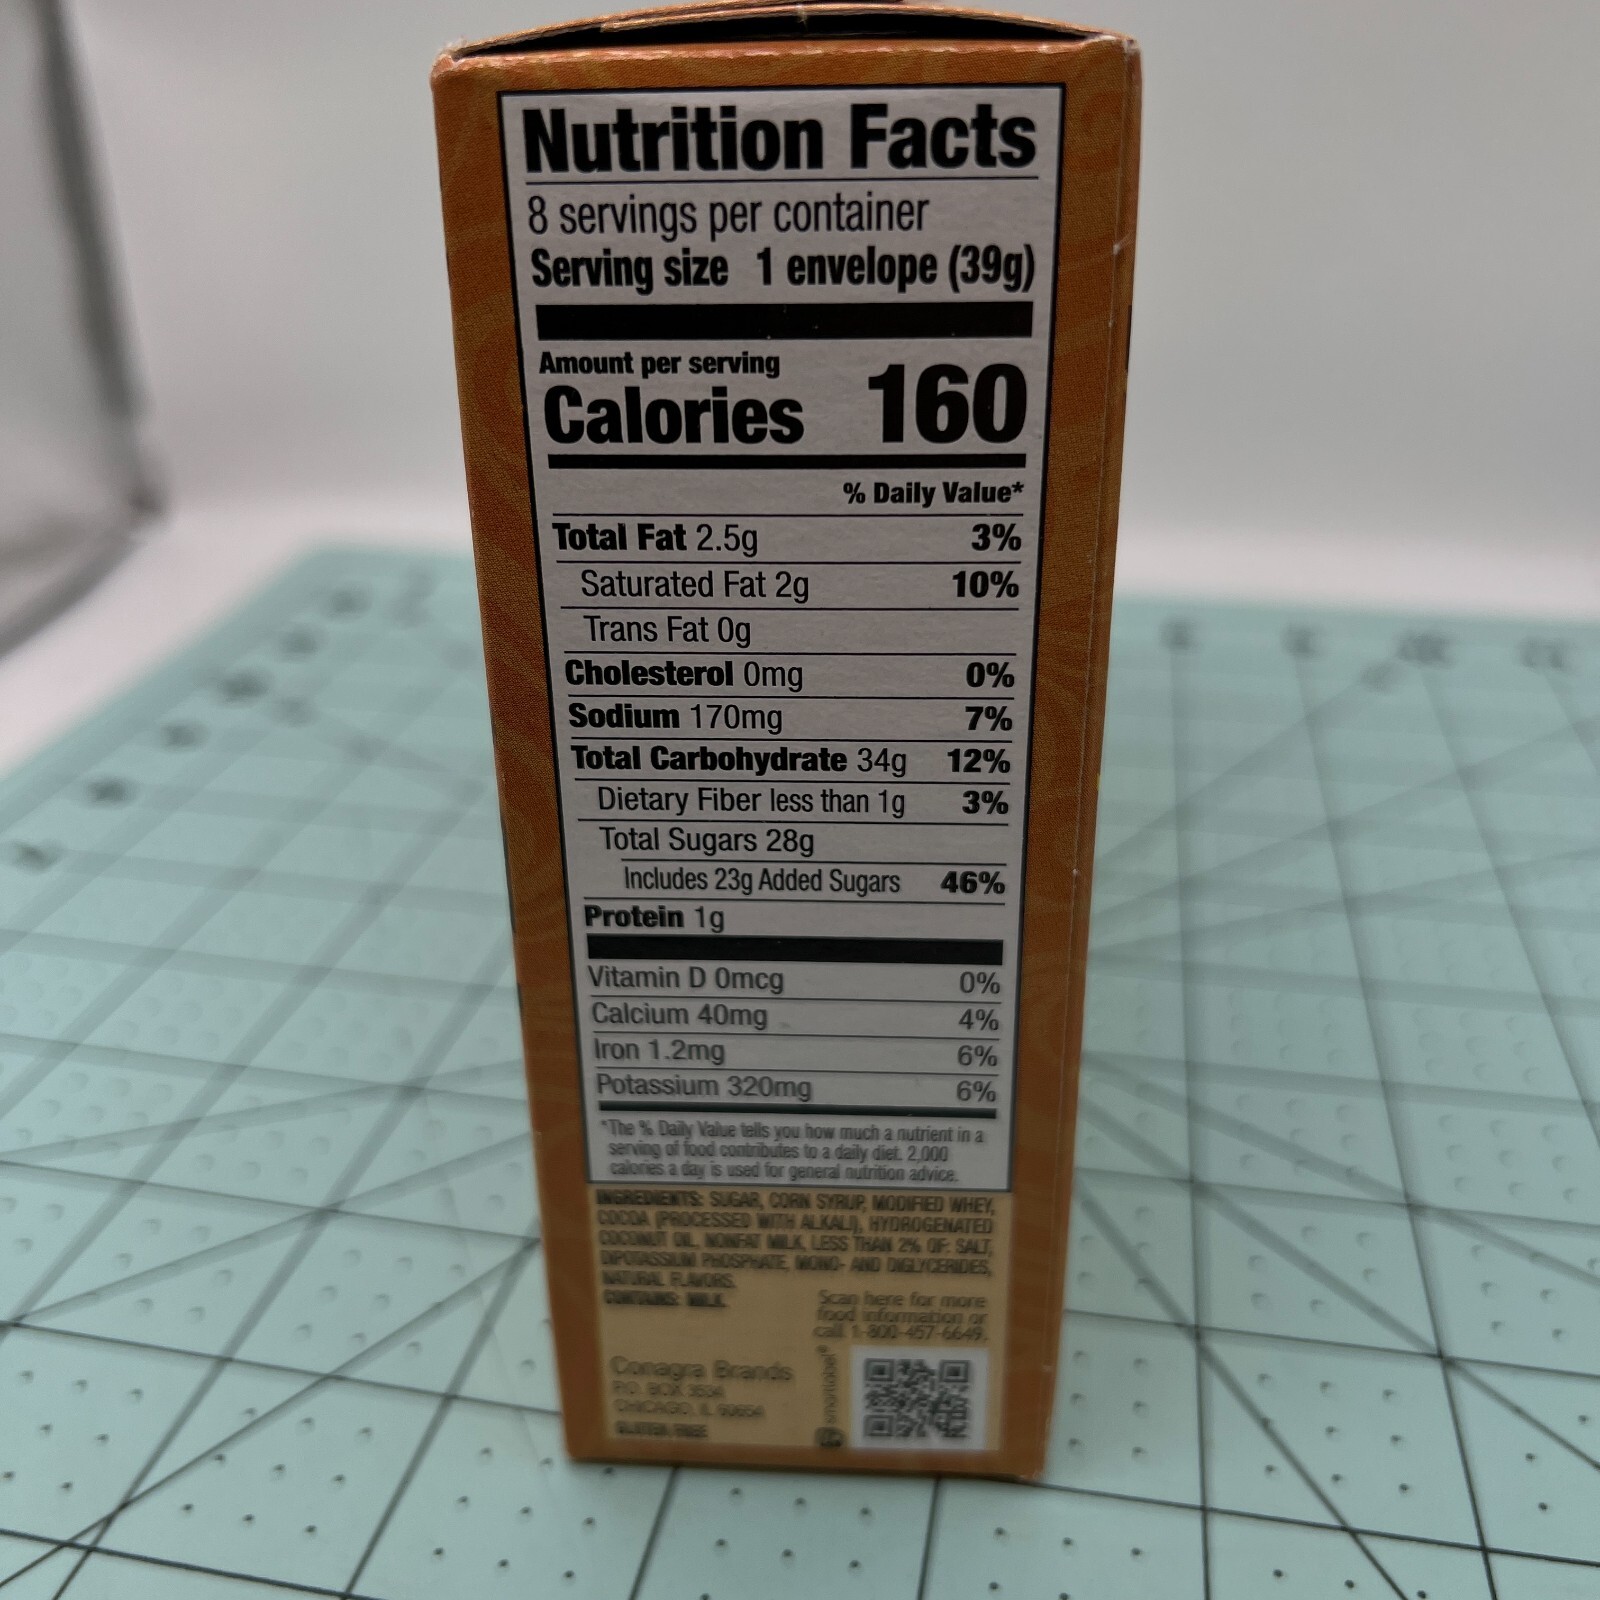 Nutrition Facts
8 servings per container
Serving size 1 envelope (39g)
Amount per serving
Calories 160
% Daily Value*
Total Fat 2.5g 3%
Saturated Fat 2g 10%
Trans Fat 0g
Cholesterol 0mg 0%
Sodium 170mg 7%
Total Carbohydrate 34g 12%
Dietary Fiber less than 1g 3%
Total Sugars 28g
Includes 23g Added Sugars 46%
Protein 1g
Vitamin D 0mcg 0%
Calcium 40mg 4%
Iron 1.2mg 6%
Potassium 320mg 6%
*The % Daily Value tells you how much a nutrient in a
serving of food contributes to a daily diet. 2,000
calories a day is used for general nutrition advice.
INGREDIENTS: SUGAR, CORN SYRUP, MODIFIED WHEY,
COCOA (PROCESSED WITH ALKALI), HYDROGENATED
COCONUT OIL, NONFAT MILK, LESS THAN 2% OF: SALT,
DIPOTASSIUM PHOSPHATE, MONO- AND DIGLYCERIDES,
NATURAL FLAVORS.
CONTAINS: MILK.
Scan here for more
food information or
call 1-800-457-6649.
smartlabel
Conagra Brands
P.O. BOX
CHICAGO, IL 60654
GLUTEN FREE